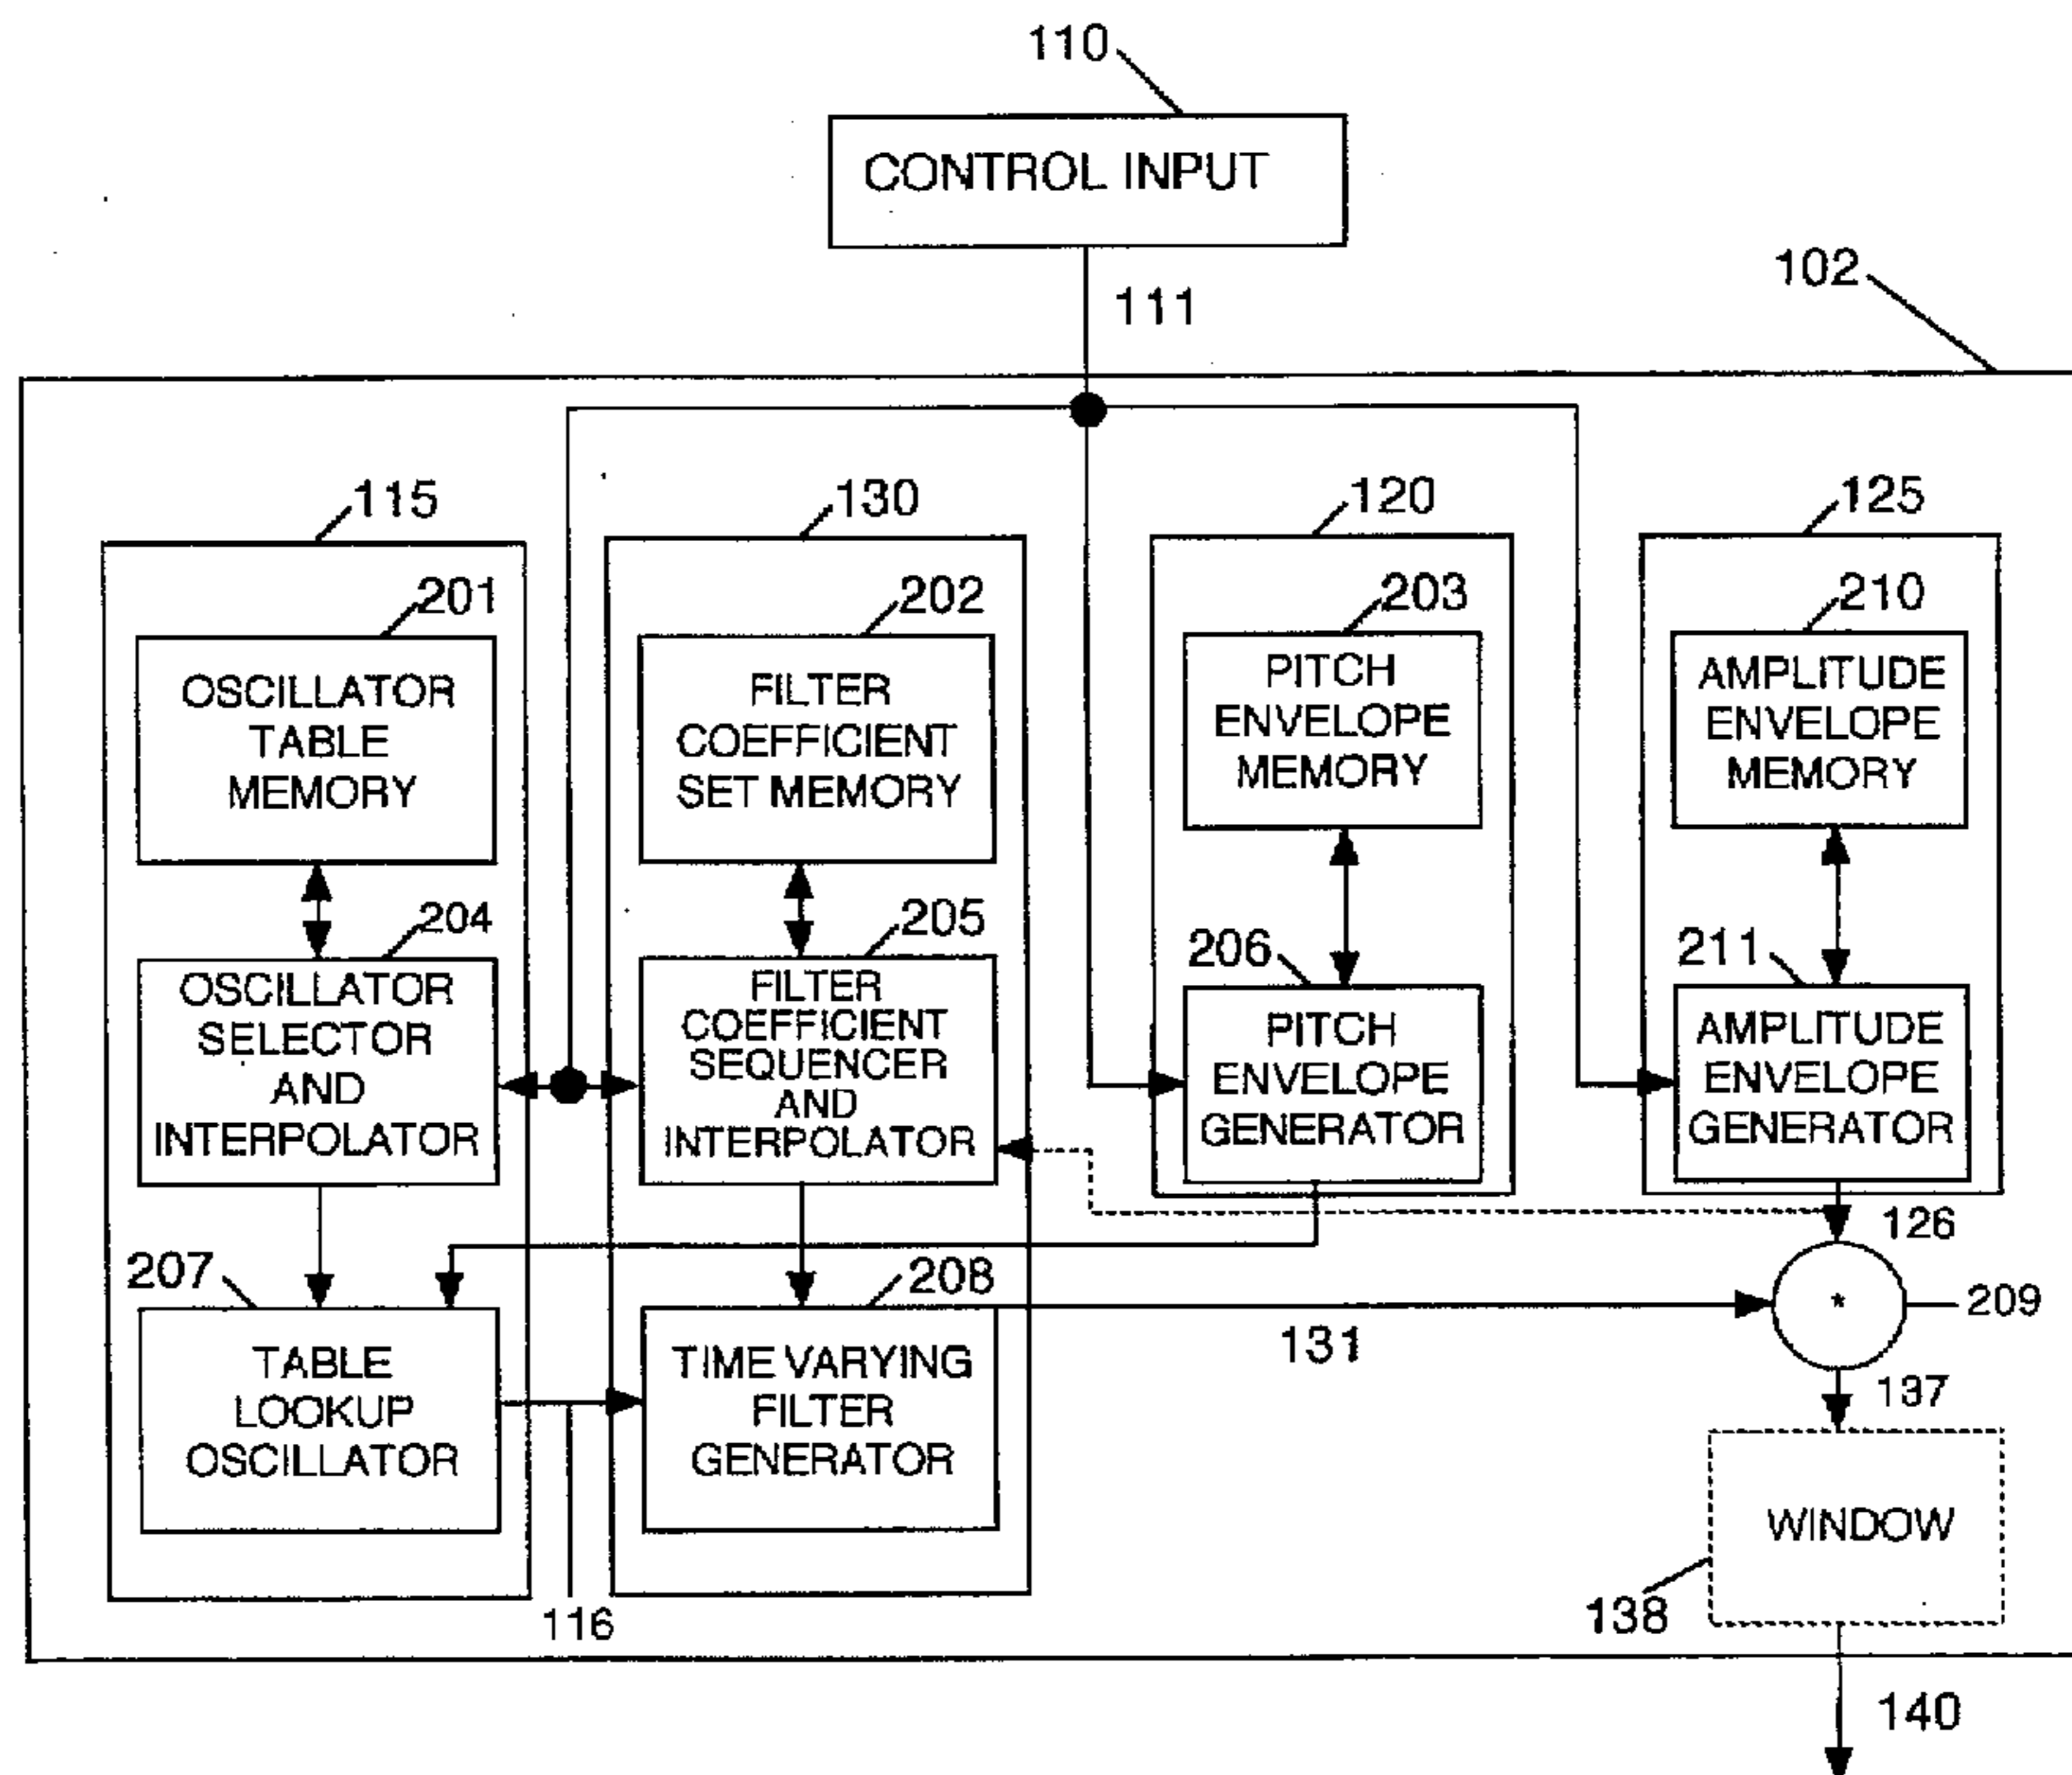 110
CONTROL INPUT
111
102
115
130
120
125
201
OSCILLATOR
TABLE
MEMORY
202
FILTER
COEFFICIENT
SET MEMORY
203
PITCH
ENVELOPE
MEMORY
210
AMPLITUDE
ENVELOPE
MEMORY
204
OSCILLATOR
SELECTOR
AND
INTERPOLATOR
205
FILTER
COEFFICIENT
SEQUENCER
AND
INTERPOLATOR
206
PITCH
ENVELOPE
GENERATOR
211
AMPLITUDE
ENVELOPE
GENERATOR
126
207
TABLE
LOOKUP
OSCILLATOR
208
TIME VARYING
FILTER
GENERATOR
131
*
209
137
WINDOW
138
116
140